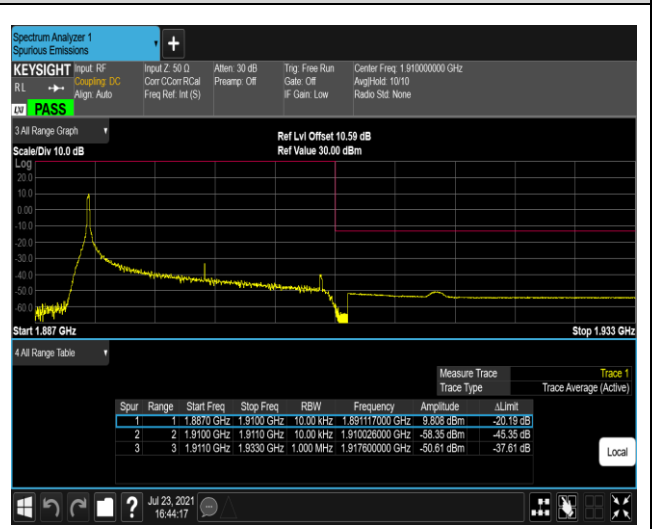 Spectrum Analyzer 1
Spurious Emissions
+
KEYSIGHT
RL
LXI PASS
Input: RF
Coupling: DC
Align: Auto
Input Z: 50 Ω
Corr CCorr RCal
Freq Ref: Int (S)
Atten: 30 dB
Preamp: Off
Trig: Free Run
Gate: Off
IF Gain: Low
Center Freq: 1.910000000 GHz
Avg|Hold: 10/10
Radio Std: None
3 All Range Graph
Scale/Div 10.0 dB
Ref Lvl Offset 10.59 dB
Ref Value 30.00 dBm
Log
20.0
10.0
0.00
-10.0
-20.0
-30.0
-40.0
-50.0
-60.0
Start 1.887 GHz Stop 1.933 GHz
4 All Range Table
Measure Trace Trace 1
Trace Type Trace Average (Active)
Spur Range Start Freq Stop Freq RBW Frequency Amplitude ΔLimit
1 1 1.8870 GHz 1.9100 GHz 10.00 kHz 1.891117000 GHz 9.808 dBm -20.19 dB
2 2 1.9100 GHz 1.9110 GHz 10.00 kHz 1.910026000 GHz -58.35 dBm -45.35 dB
3 3 1.9110 GHz 1.9330 GHz 1.000 MHz 1.917600000 GHz -50.61 dBm -37.61 dB
Local
?
Jul 23, 2021
16:44:17